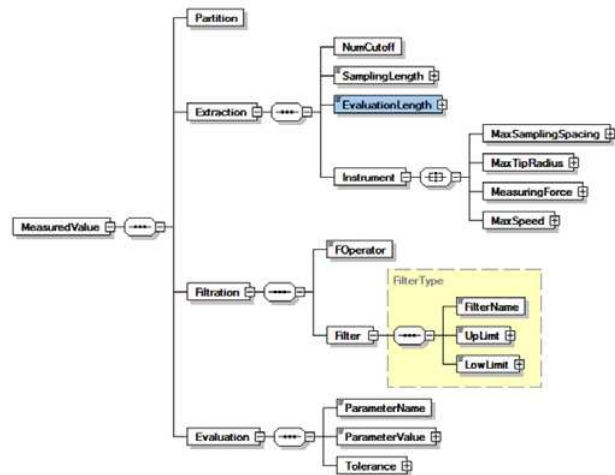 Partition
NumCutoff
SamplingLength
Extraction
EvaluationLength
MaxSamplingSpacing
MaxTipRadius
Instrument
MeasuringForce
MaxSpeed
MeasuredValue
FOperator
FilterType
Filtration
FilterName
Filter
UpLimt
LowLimit
ParameterName
Evaluation
ParameterValue
Tolerance